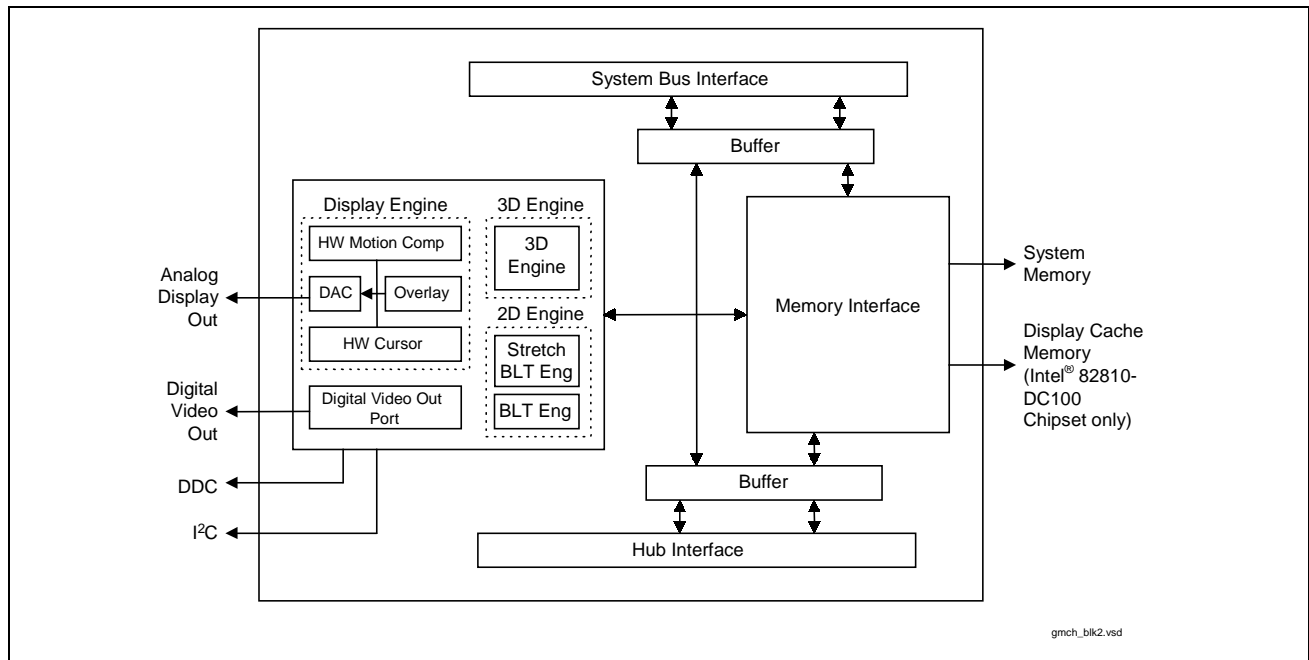 System Bus Interface
Buffer
Display Engine
3D Engine
HW Motion Comp
3D
Engine
Analog
Display
Out
DAC
Overlay
HW Cursor
2D Engine
Stretch
BLT Eng
BLT Eng
Digital
Video
Out
Digital Video Out
Port
DDC
I²C
Memory Interface
System
Memory
Display Cache
Memory
(Intel® 82810-
DC100
Chipset only)
Buffer
Hub Interface
gmch_blk2.vsd